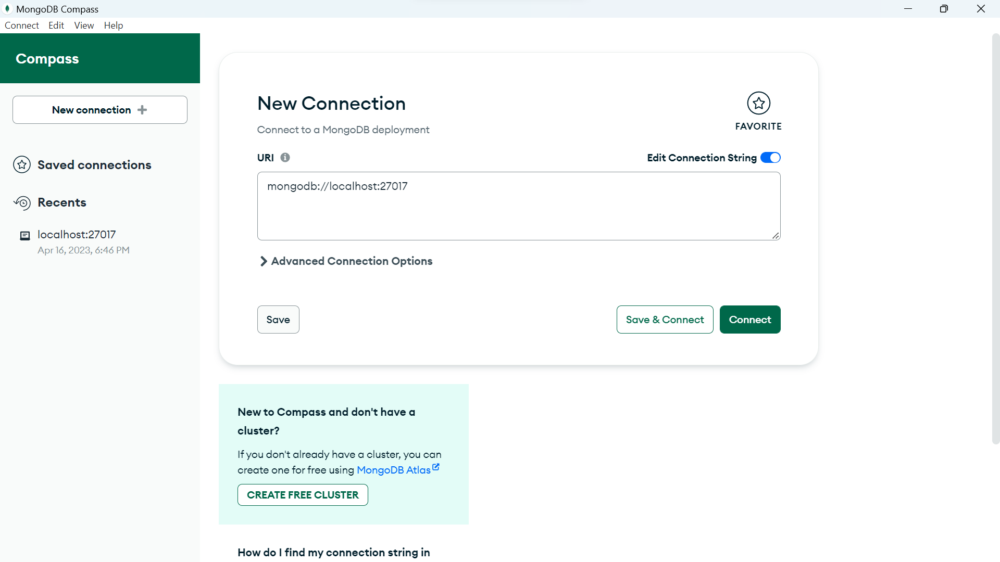 MongoDB Compass
Connect Edit View Help
Compass
New connection
Saved connections
Recents
localhost:27017
Apr 16, 2023, 6:46 PM
New Connection
Connect to a MongoDB deployment
FAVORITE
URI
Edit Connection String
mongodb://localhost:27017
Advanced Connection Options
Save
Save & Connect
Connect
New to Compass and don't have a
cluster?
If you don't already have a cluster, you can
create one for free using MongoDB Atlas
CREATE FREE CLUSTER
How do I find my connection string in